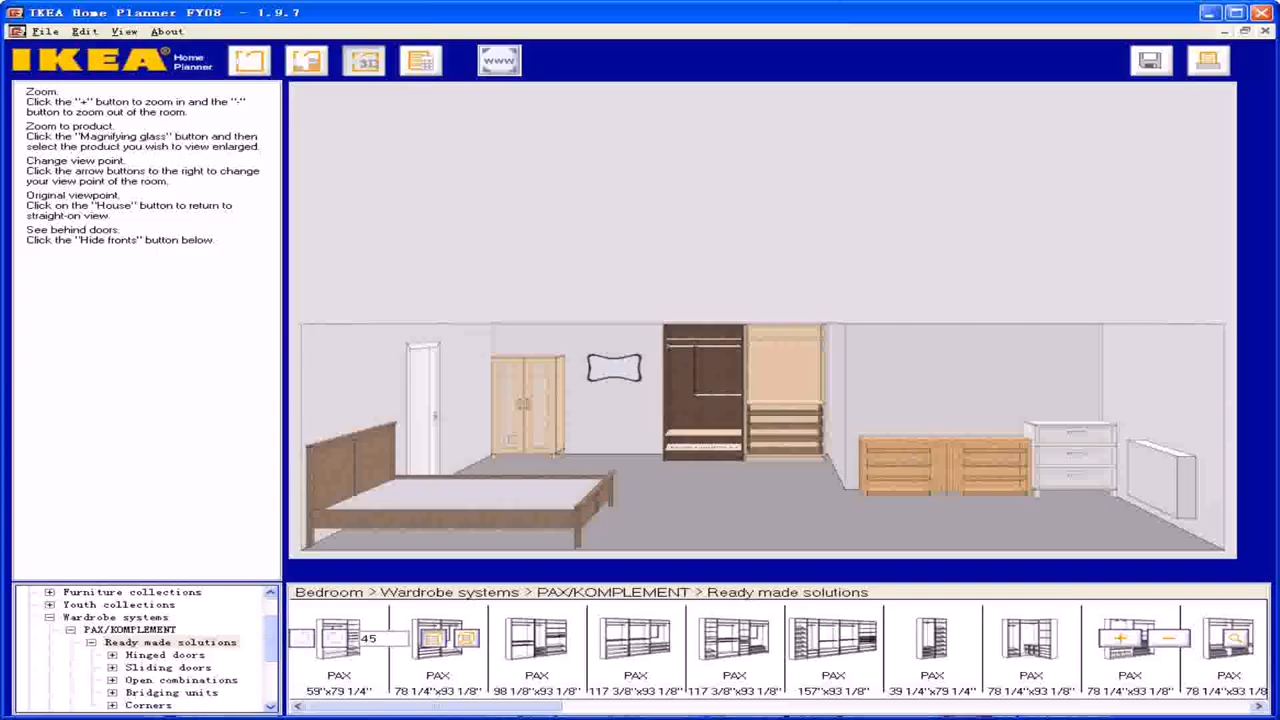 IKEA Home Planner FY08 - 1.9.7
File Edit View About
IKEA® Home Planner
3D
www
Zoom.
Click the "+" button to zoom in and the "-"
button to zoom out of the room.
Zoom to product.
Click the "Magnifying glass" button and then
select the product you wish to view enlarged.
Change view point.
Click the arrow buttons to the right to change
your view point of the room.
Original viewpoint.
Click on the "House" button to return to
straight-on view.
See behind doors.
Click the "Hide fronts" button below.
Furniture collections
Youth collections
Wardrobe systems
PAX/KOMPLEMENT
Ready made solutions
Hinged doors
Sliding doors
Open combinations
Bridging units
Corners
Bedroom > Wardrobe systems > PAX/KOMPLEMENT > Ready made solutions
45
PAX PAX PAX PAX PAX PAX PAX PAX PAX PAX
59"x79 1/4" 78 1/4"x93 1/8" 98 1/8"x93 1/8" 117 3/8"x93 1/8" 117 3/8"x93 1/8" 157"x93 1/8" 39 1/4"x79 1/4" 78 1/4"x93 1/8" 78 1/4"x93 1/8" 78 1/4"x93 1/8